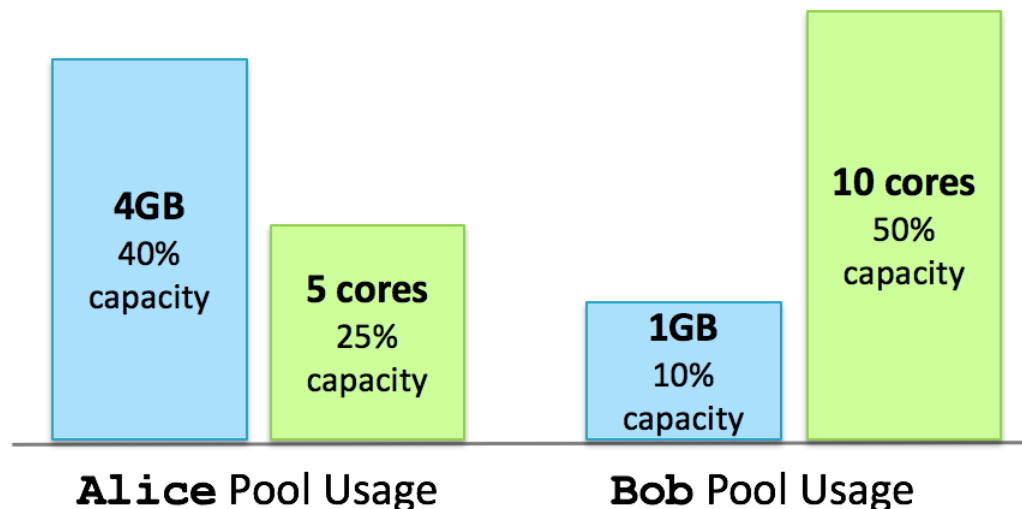 4GB
40%
capacity
5 cores
25%
capacity
1GB
10%
capacity
10 cores
50%
capacity
Alice Pool Usage
Bob Pool Usage